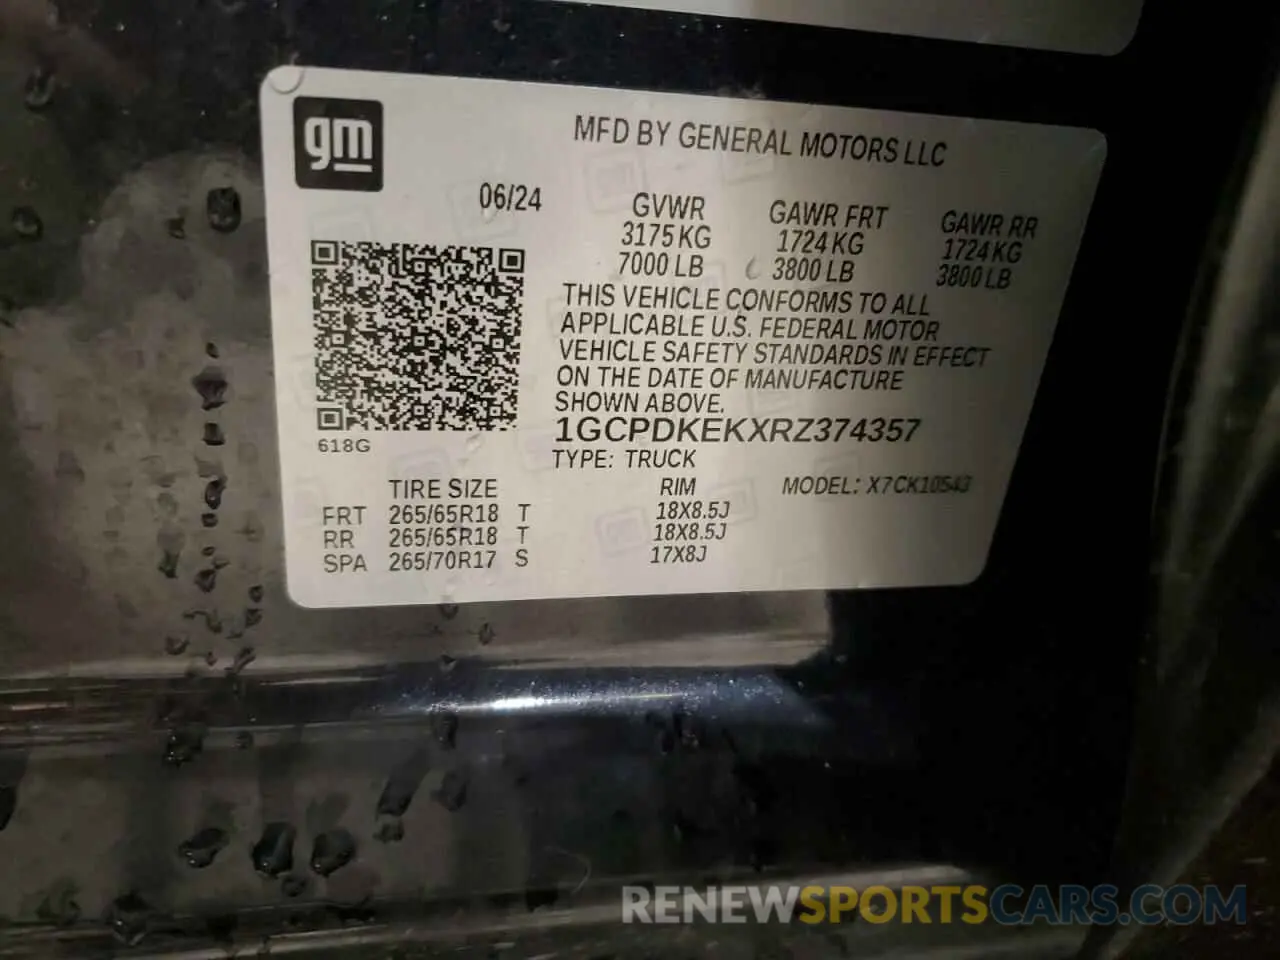 gm
MFD BY GENERAL MOTORS LLC
06/24
GVWR GAWR FRT GAWR RR
3175 KG 1724 KG 1724 KG
7000 LB 3800 LB 3800 LB
THIS VEHICLE CONFORMS TO ALL
APPLICABLE U.S. FEDERAL MOTOR
VEHICLE SAFETY STANDARDS IN EFFECT
ON THE DATE OF MANUFACTURE
SHOWN ABOVE.
618G
1GCPDKEKXRZ374357
TYPE: TRUCK
TIRE SIZE RIM MODEL: X7CK10543
FRT 265/65R18 T 18X8.5J
RR 265/65R18 T 18X8.5J
SPA 265/70R17 S 17X8J
RENEWSPORTSCARS.COM